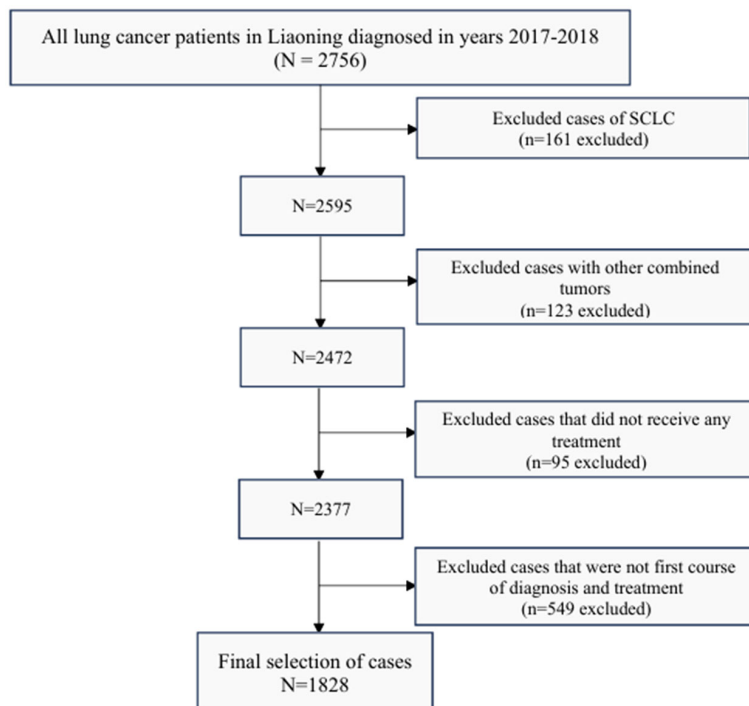 All lung cancer patients in Liaoning diagnosed in years 2017-2018
(N = 2756)
Excluded cases of SCLC
(n=161 excluded)
N=2595
Excluded cases with other combined
tumors
(n=123 excluded)
N=2472
Excluded cases that did not receive any
treatment
(n=95 excluded)
N=2377
Excluded cases that were not first course
of diagnosis and treatment
(n=549 excluded)
Final selection of cases
N=1828